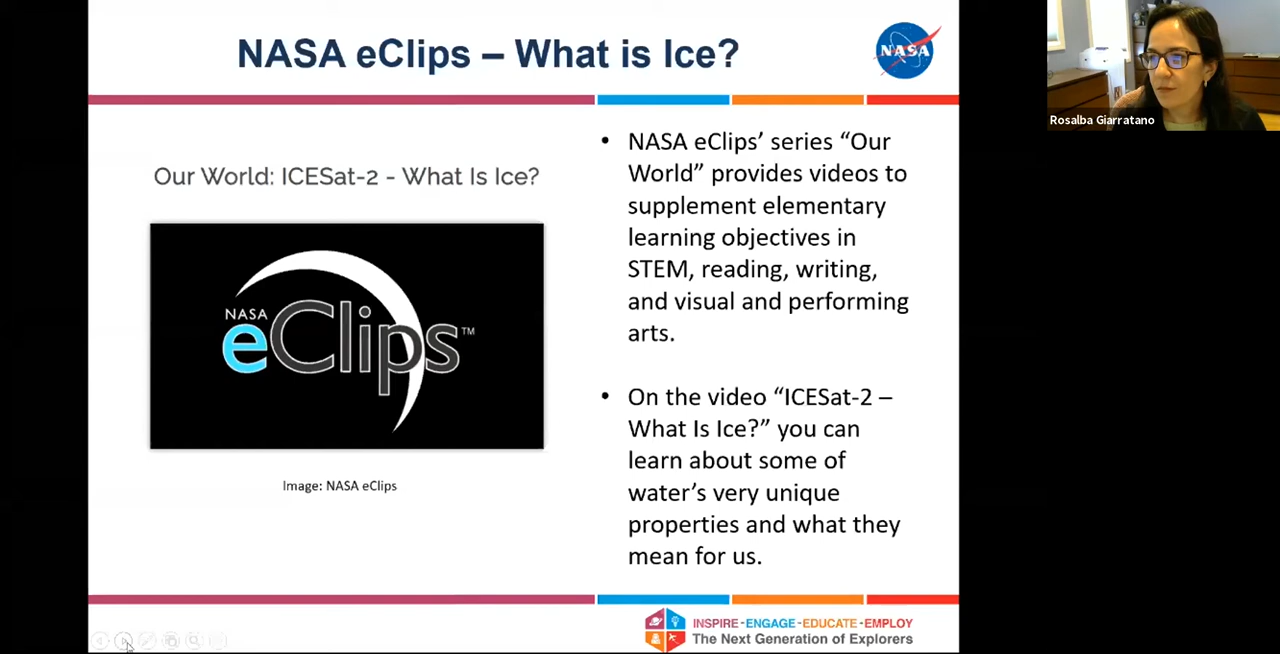 NASA eClips – What is Ice?
NASA
Rosalba Giarratano
Our World: ICESat-2 - What Is Ice?
NASA
eClips™
Image: NASA eClips
• NASA eClips’ series “Our
World” provides videos to
supplement elementary
learning objectives in
STEM, reading, writing,
and visual and performing
arts.
• On the video “ICESat-2 –
What Is Ice?” you can
learn about some of
water’s very unique
properties and what they
mean for us.
INSPIRE - ENGAGE - EDUCATE - EMPLOY
The Next Generation of Explorers